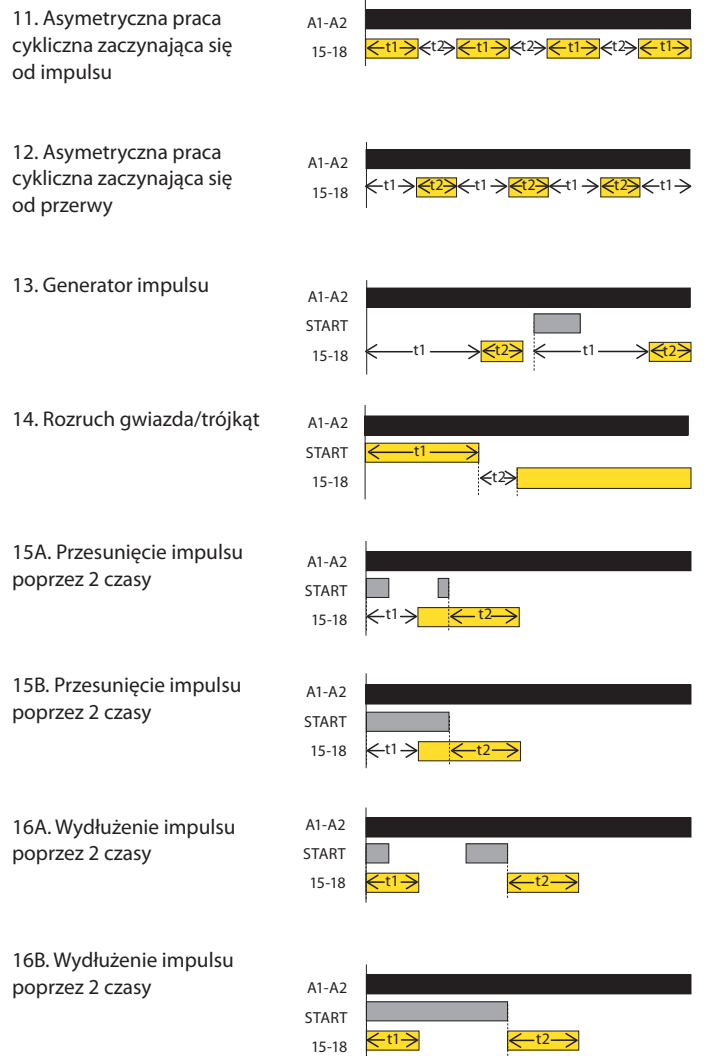 11. Asymetryczna praca
cykliczna zaczynająca się
od impulsu
A1-A2
15-18
t1 t2 t1 t2 t1 t2 t1
12. Asymetryczna praca
cykliczna zaczynająca się
od przerwy
A1-A2
15-18
t1 t2 t1 t2 t1 t2 t1
13. Generator impulsu
A1-A2
START
15-18
t1 t2 t1 t2
14. Rozruch gwiazda/trójkąt
A1-A2
START
t1
15-18
t2
15A. Przesunięcie impulsu
poprzez 2 czasy
A1-A2
START
15-18
t1 t2
15B. Przesunięcie impulsu
poprzez 2 czasy
A1-A2
START
15-18
t1 t2
16A. Wydłużenie impulsu
poprzez 2 czasy
A1-A2
START
15-18
t1 t2
16B. Wydłużenie impulsu
poprzez 2 czasy
A1-A2
START
15-18
t1 t2